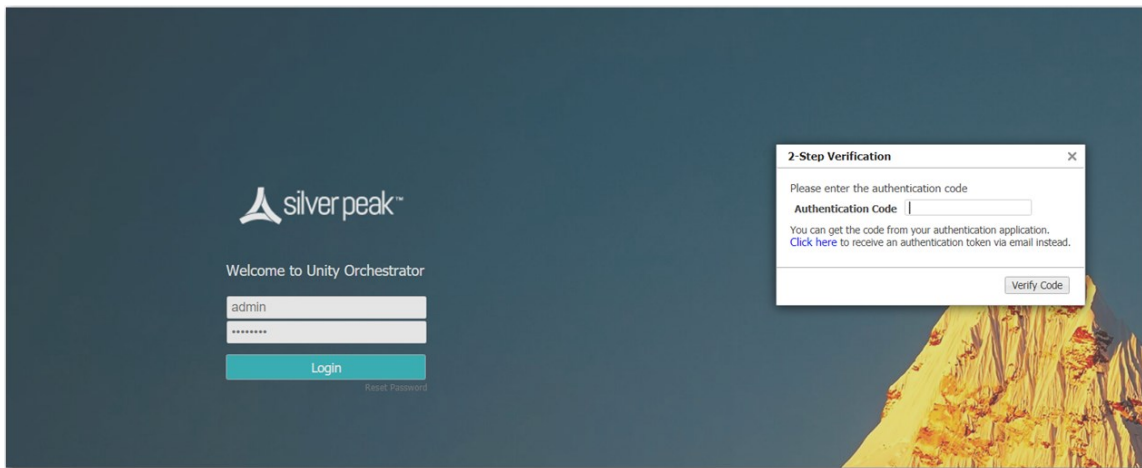 silver peak™
Welcome to Unity Orchestrator
admin
••••••••
Login
Reset Password
2-Step Verification
Please enter the authentication code
Authentication Code
You can get the code from your authentication application.
Click here to receive an authentication token via email instead.
Verify Code